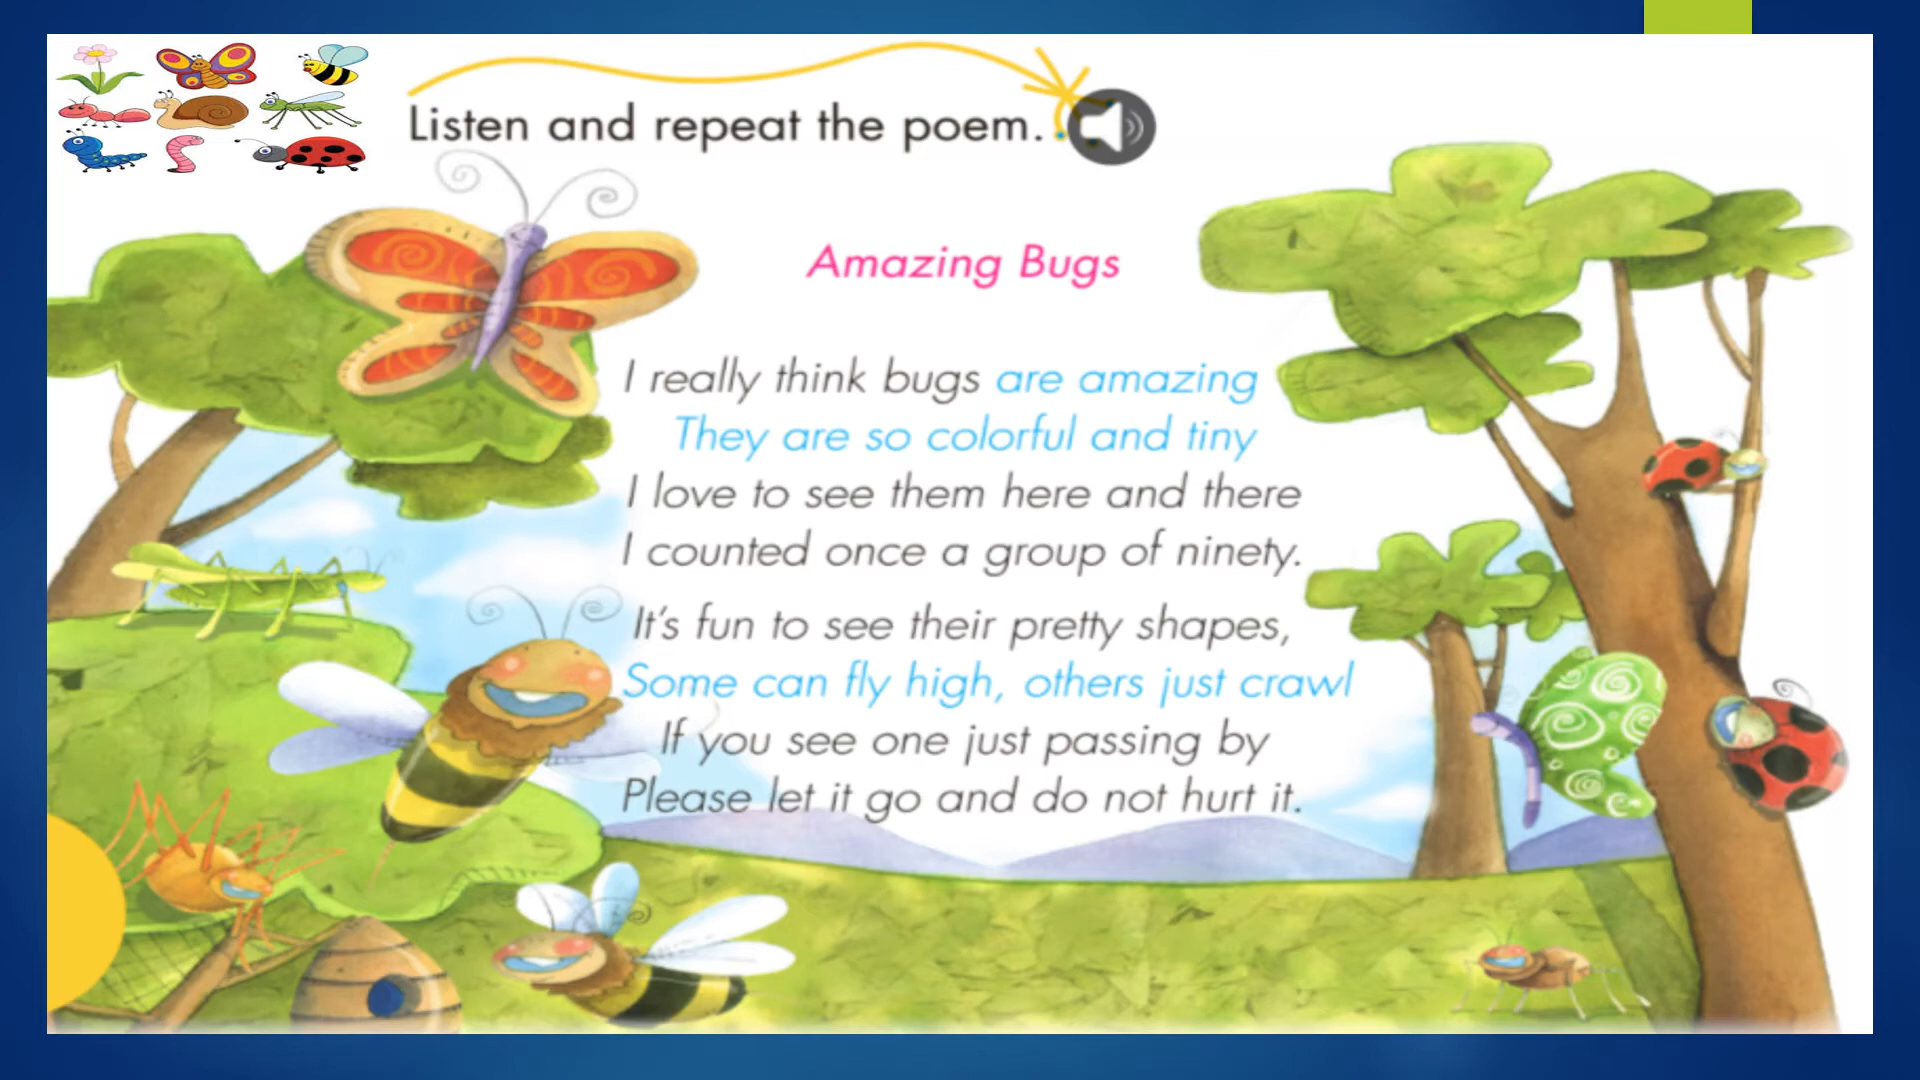 Listen and repeat the poem.
Amazing Bugs
I really think bugs are amazing
They are so colorful and tiny
I love to see them here and there
I counted once a group of ninety.
It's fun to see their pretty shapes,
Some can fly high, others just crawl
If you see one just passing by
Please let it go and do not hurt it.